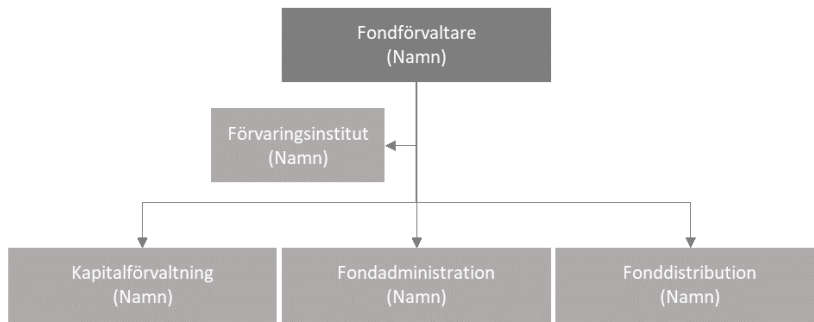 Fondförvaltare
(Namn)
Förvaringsinstitut
(Namn)
Kapitalförvaltning
(Namn)
Fondadministration
(Namn)
Fonddistribution
(Namn)